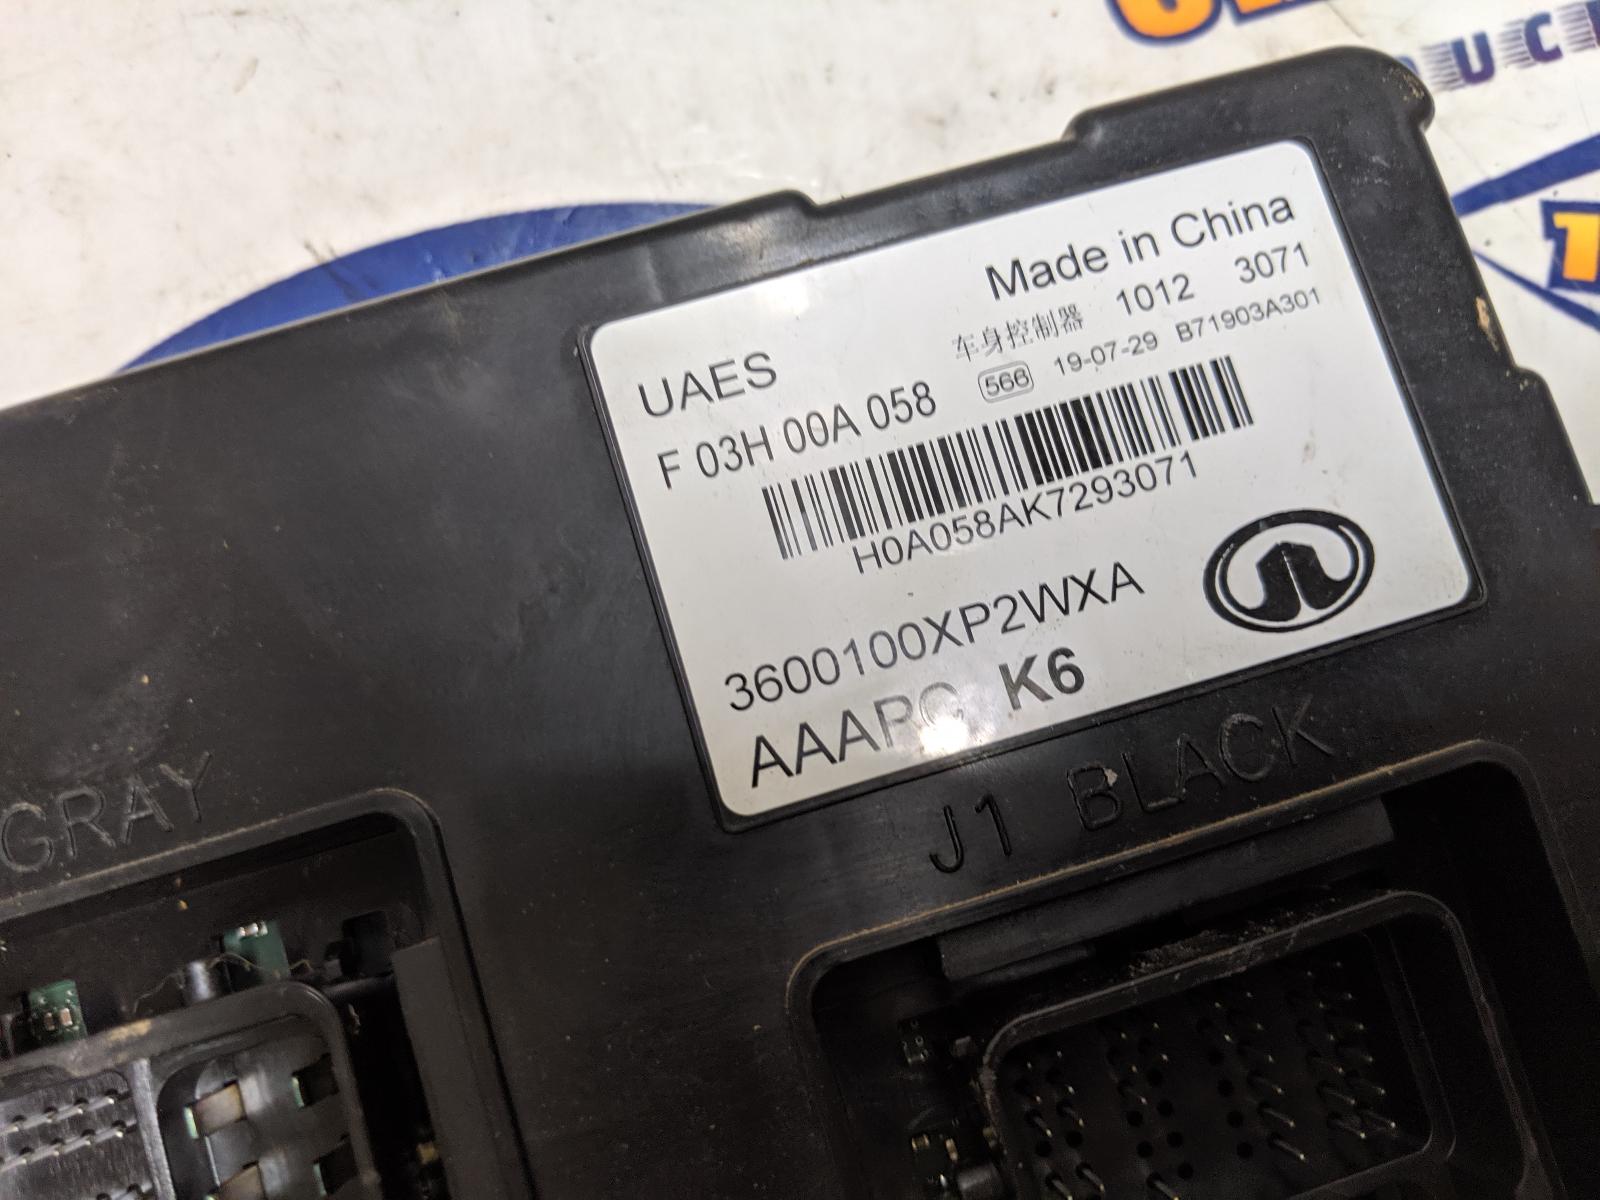 Made in China
车身控制器 1012 3071
UAES
566 19-07-29 B71903A301
F 03H 00A 058
H0A058AK7293071
3600100XP2WXA
K6
J1 BLACK
GRAY